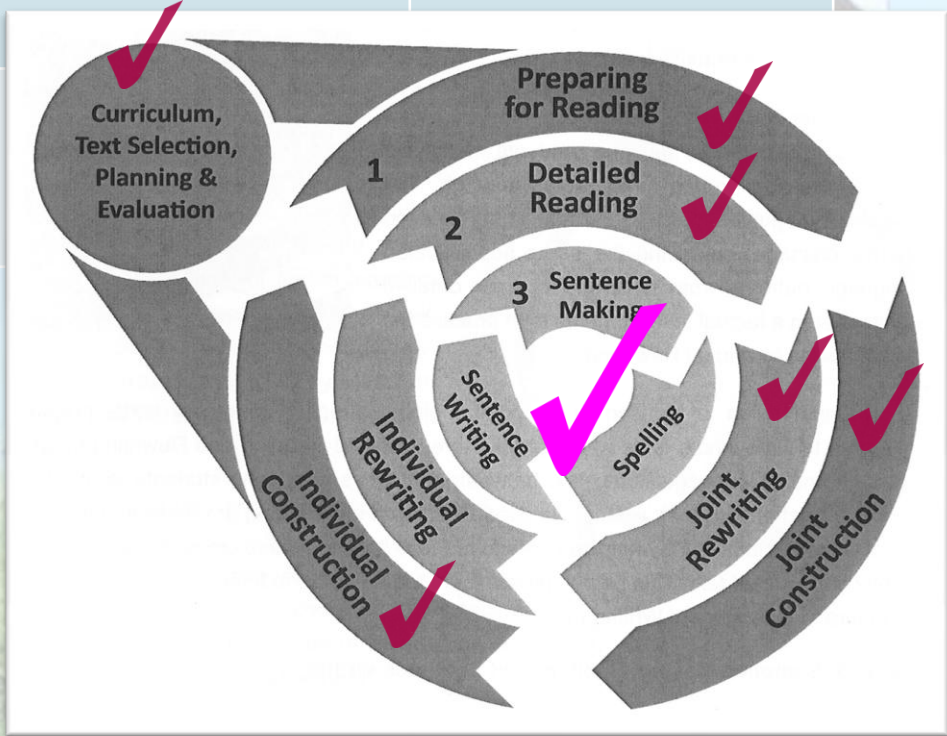 Curriculum,
Text Selection,
Planning &
Evaluation
Preparing
for Reading
1
Detailed
Reading
2
Sentence
Making
3
Spelling
Sentence
Writing
Joint
Rewriting
Individual
Rewriting
Joint
Construction
Individual
Construction